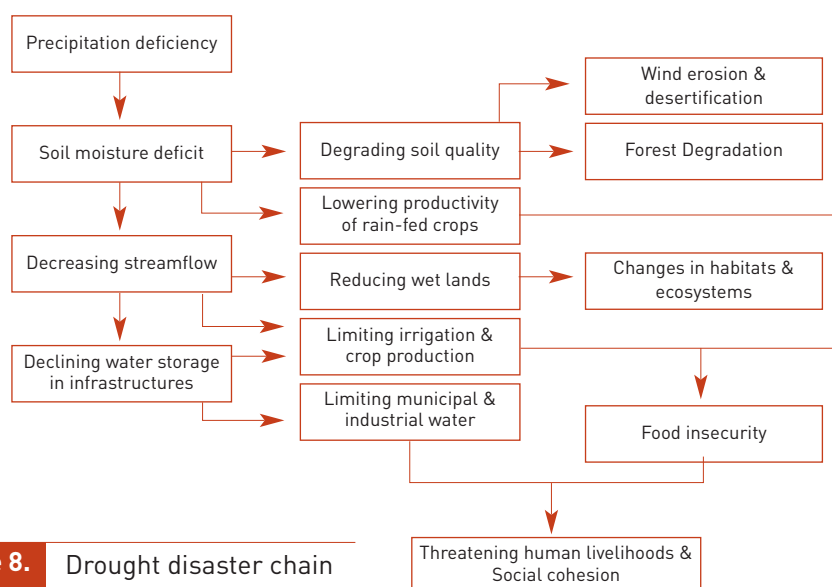 Precipitation deficiency
Soil moisture deficit
Decreasing streamflow
Declining water storage
in infrastructures
Degrading soil quality
Lowering productivity
of rain-fed crops
Reducing wet lands
Limiting irrigation &
crop production
Limiting municipal &
industrial water
Wind erosion &
desertification
Forest Degradation
Changes in habitats &
ecosystems
Food insecurity
Threatening human livelihoods &
Social cohesion
8. Drought disaster chain